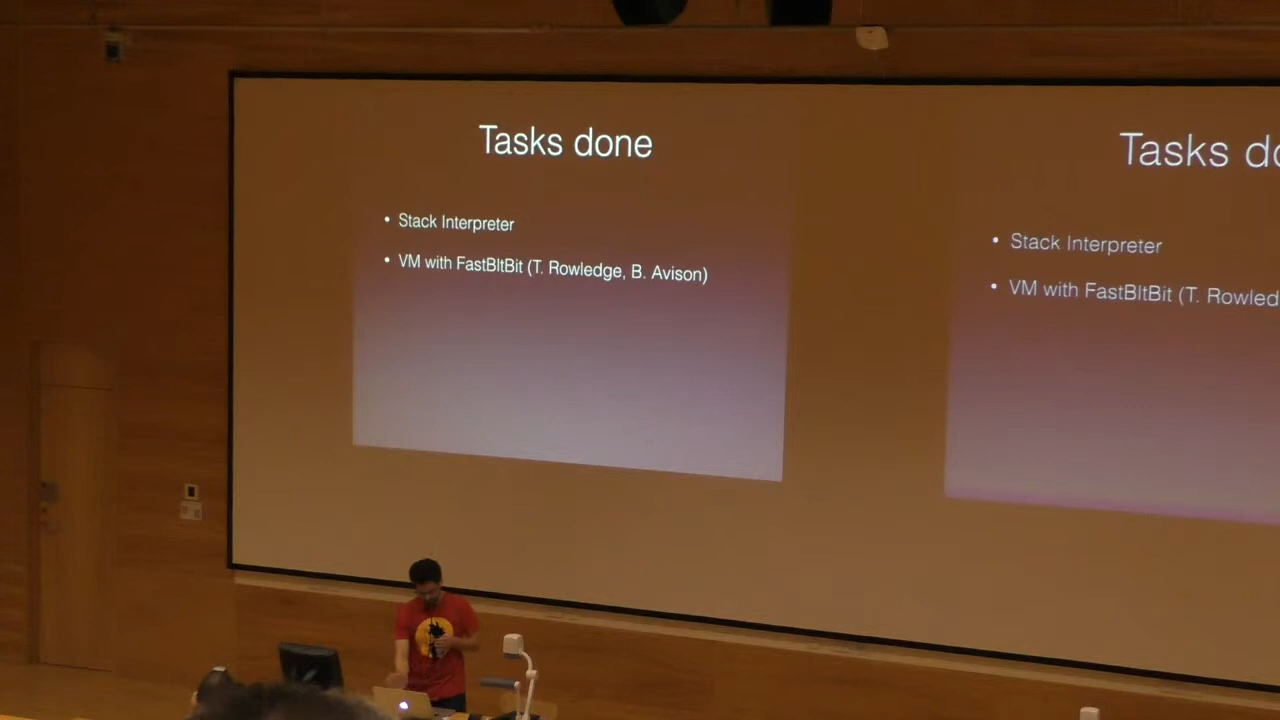 Tasks done
• Stack Interpreter
• VM with FastBltBit (T. Rowledge, B. Avison)
Tasks do
• Stack Interpreter
• VM with FastBltBit (T. Rowled